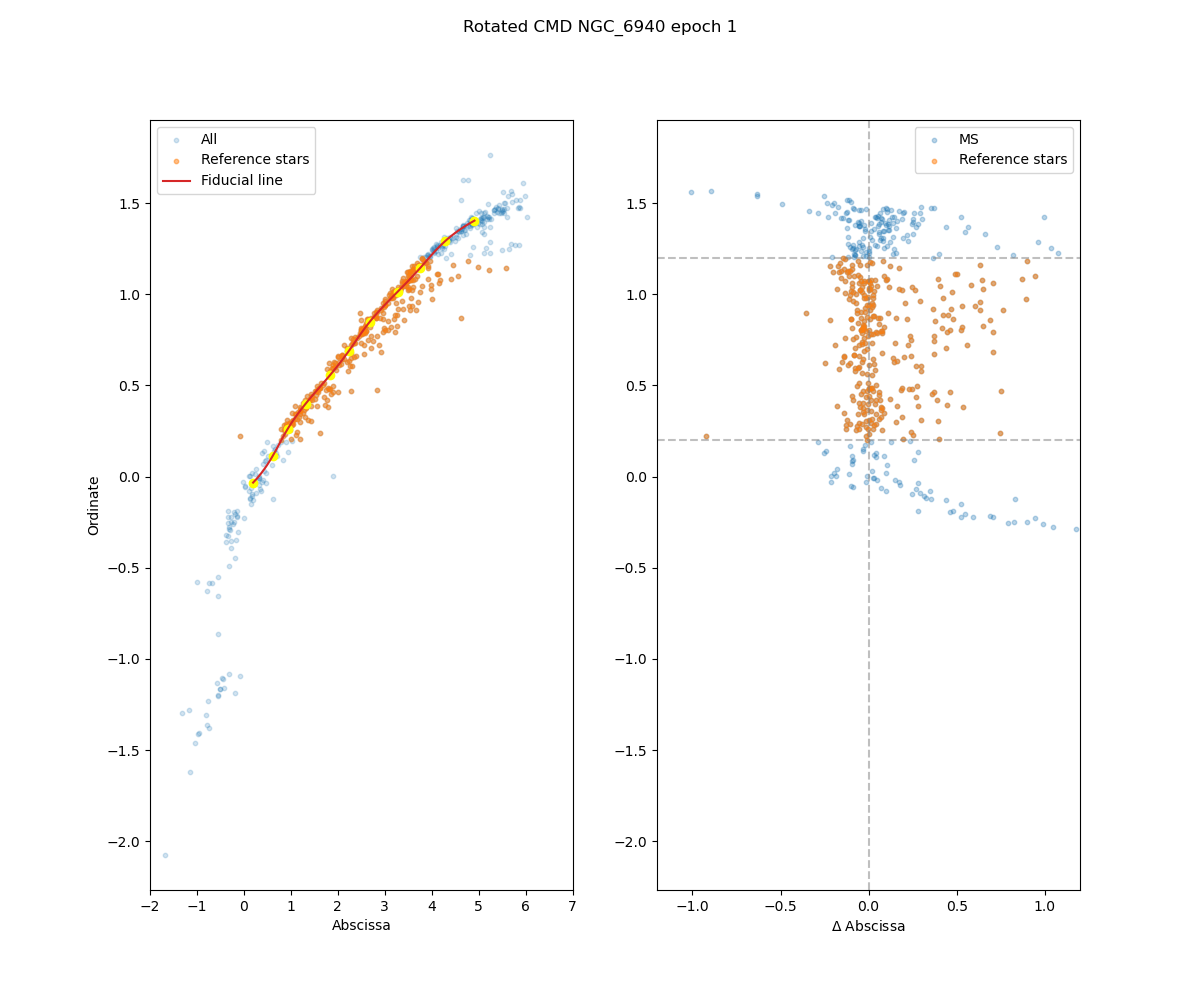 Rotated CMD NGC_6940 epoch 1
All
Reference stars
Fiducial line
1.5
1.0
0.5
0.0
−0.5
−1.0
−1.5
−2.0
Ordinate
−2 −1 0 1 2 3 4 5 6 7
Abscissa
MS
Reference stars
1.5
1.0
0.5
0.0
−0.5
−1.0
−1.5
−2.0
−1.0 −0.5 0.0 0.5 1.0
Δ Abscissa